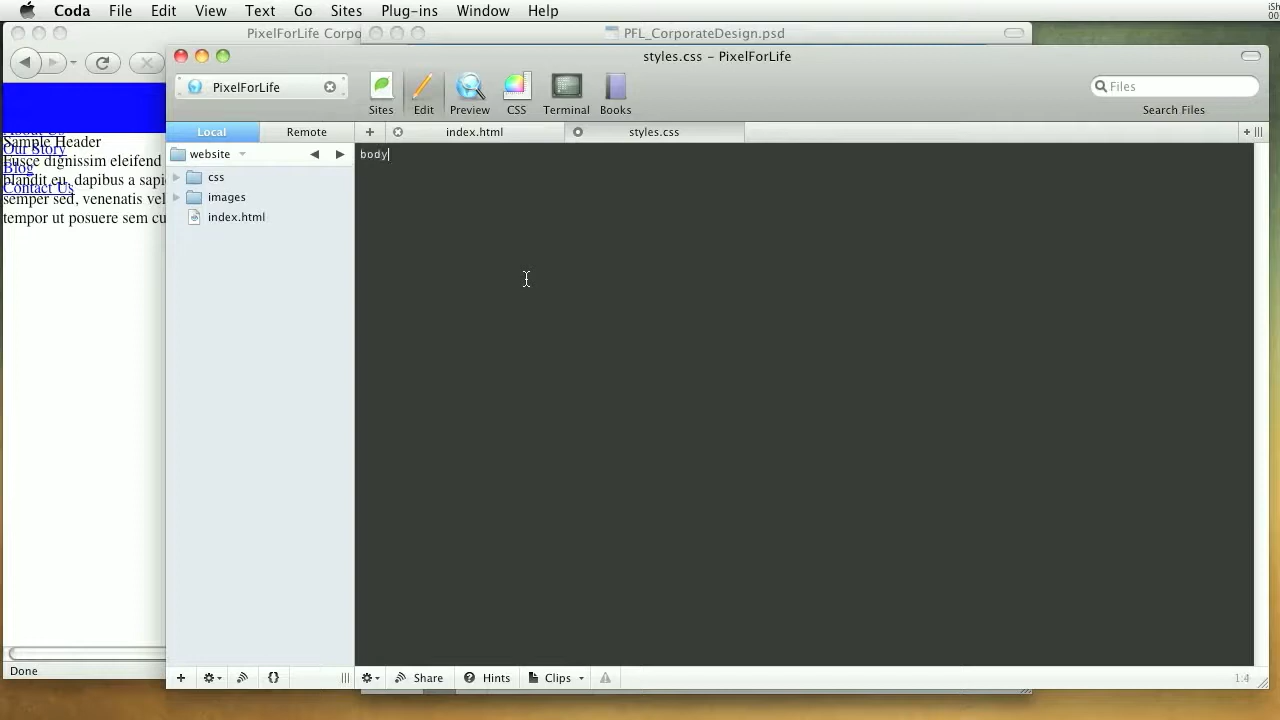 Coda File Edit View Text Go Sites Plug-ins Window Help
PixelForLife Corpo
PFL_CorporateDesign.psd
styles.css – PixelForLife
PixelForLife
Sites
Edit
Preview
CSS
Terminal
Books
Files
Search Files
Local
Remote
index.html
styles.css
website
css
images
index.html
body
Sample Header
Our Story
Fusce dignissim eleifend
Blog
blandit eu, dapibus a sapi
Contact Us
semper sed, venenatis vel
tempor ut posuere sem cu
Done
Share
Hints
Clips
1:4